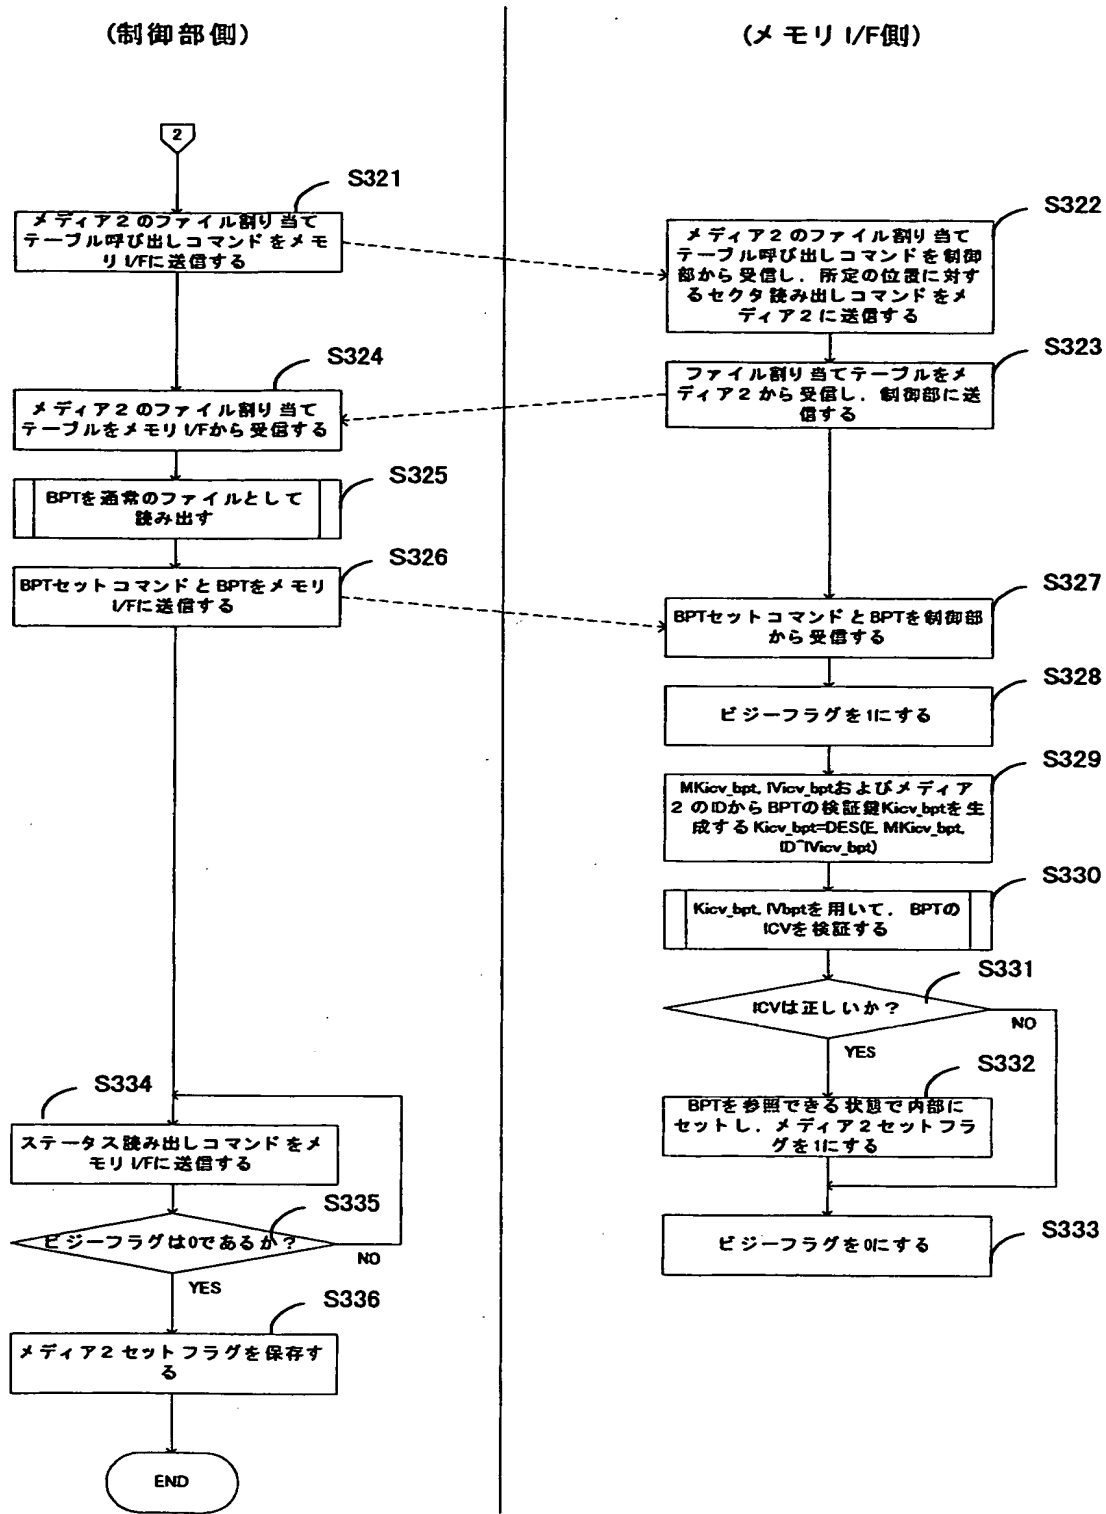 (制御部側)
(メモリI/F側)
2
S321
メディア2のファイル割り当て
テーブル呼び出しコマンドをメモ
リI/Fに送信する
S322
メディア2のファイル割り当て
テーブル呼び出しコマンドを制御
部から受信し．所定の位置に対す
るセクタ読み出しコマンドをメ
ディア2に送信する
S323
ファイル割り当てテーブルをメ
ディア2から受信し．制御部に送
信する
S324
メディア2のファイル割り当て
テーブルをメモリI/Fから受信する
S325
BPTを通常のファイルとして
読み出す
S326
BPTセットコマンドとBPTをメモリ
I/Fに送信する
S327
BPTセットコマンドとBPTを制御部
から受信する
S328
ビジーフラグを1にする
S329
MKicv_bpt, IVicv_bptおよびメディア
2のIDからBPTの検証鍵Kicv_bptを生
成するKicv_bpt=DES(E, MKicv_bpt,
ID^IVicv_bpt)
S330
Kicv_bpt, IVbptを用いて．BPTの
ICVを検証する
S331
ICVは正しいか？
NO
YES
S332
BPTを参照できる状態で内部に
セットし．メディア2セットフラ
グを1にする
S333
ビジーフラグを0にする
S334
ステータス読み出しコマンドをメ
モリI/Fに送信する
S335
ビジーフラグは0であるか？
NO
YES
S336
メディア2セットフラグを保存す
る
END